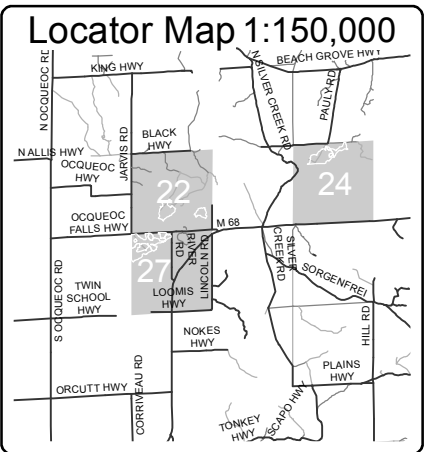 Locator Map 1:150,000
N OCQUEOC RD
KING HWY
N SILVER CREEK RD
BEACH GROVE HWY
PAULY RD
N ALLIS HWY
JARVIS RD
BLACK
HWY
OCQUEOC
HWY
22
24
OCQUEOC
FALLS HWY
M 68
S OCQUEOC RD
27
RIVER
RD
LINCOLN RD
SILVER
CREEK RD
SORGENFREI
TWIN
SCHOOL
HWY
LOOMIS
HWY
HILL RD
NOKES
HWY
PLAINS
HWY
ORCUTT HWY
CORRIVEAU RD
TONKEY
HWY
SCAPO HWY